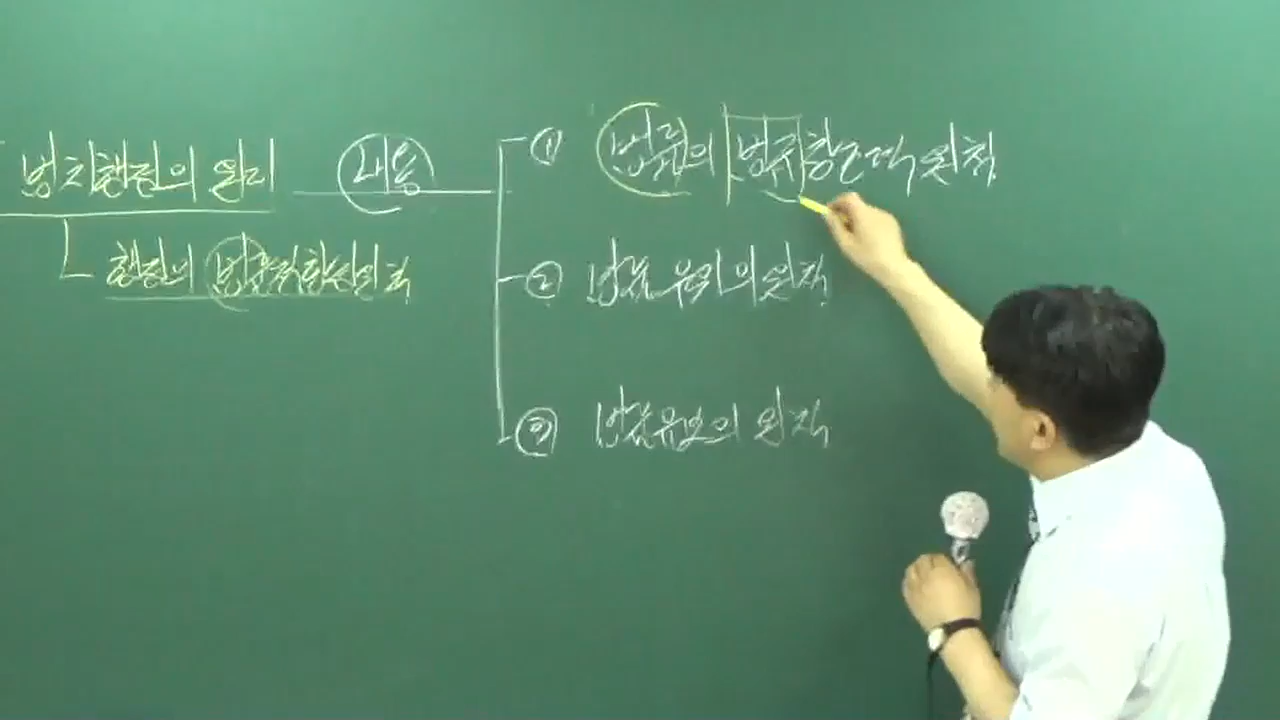 법치행정의 원리
행정의 법률적합성원칙
내용
① 법률의 법규창조력 원칙
② 법률우위의 원칙
③ 법률유보의 원칙